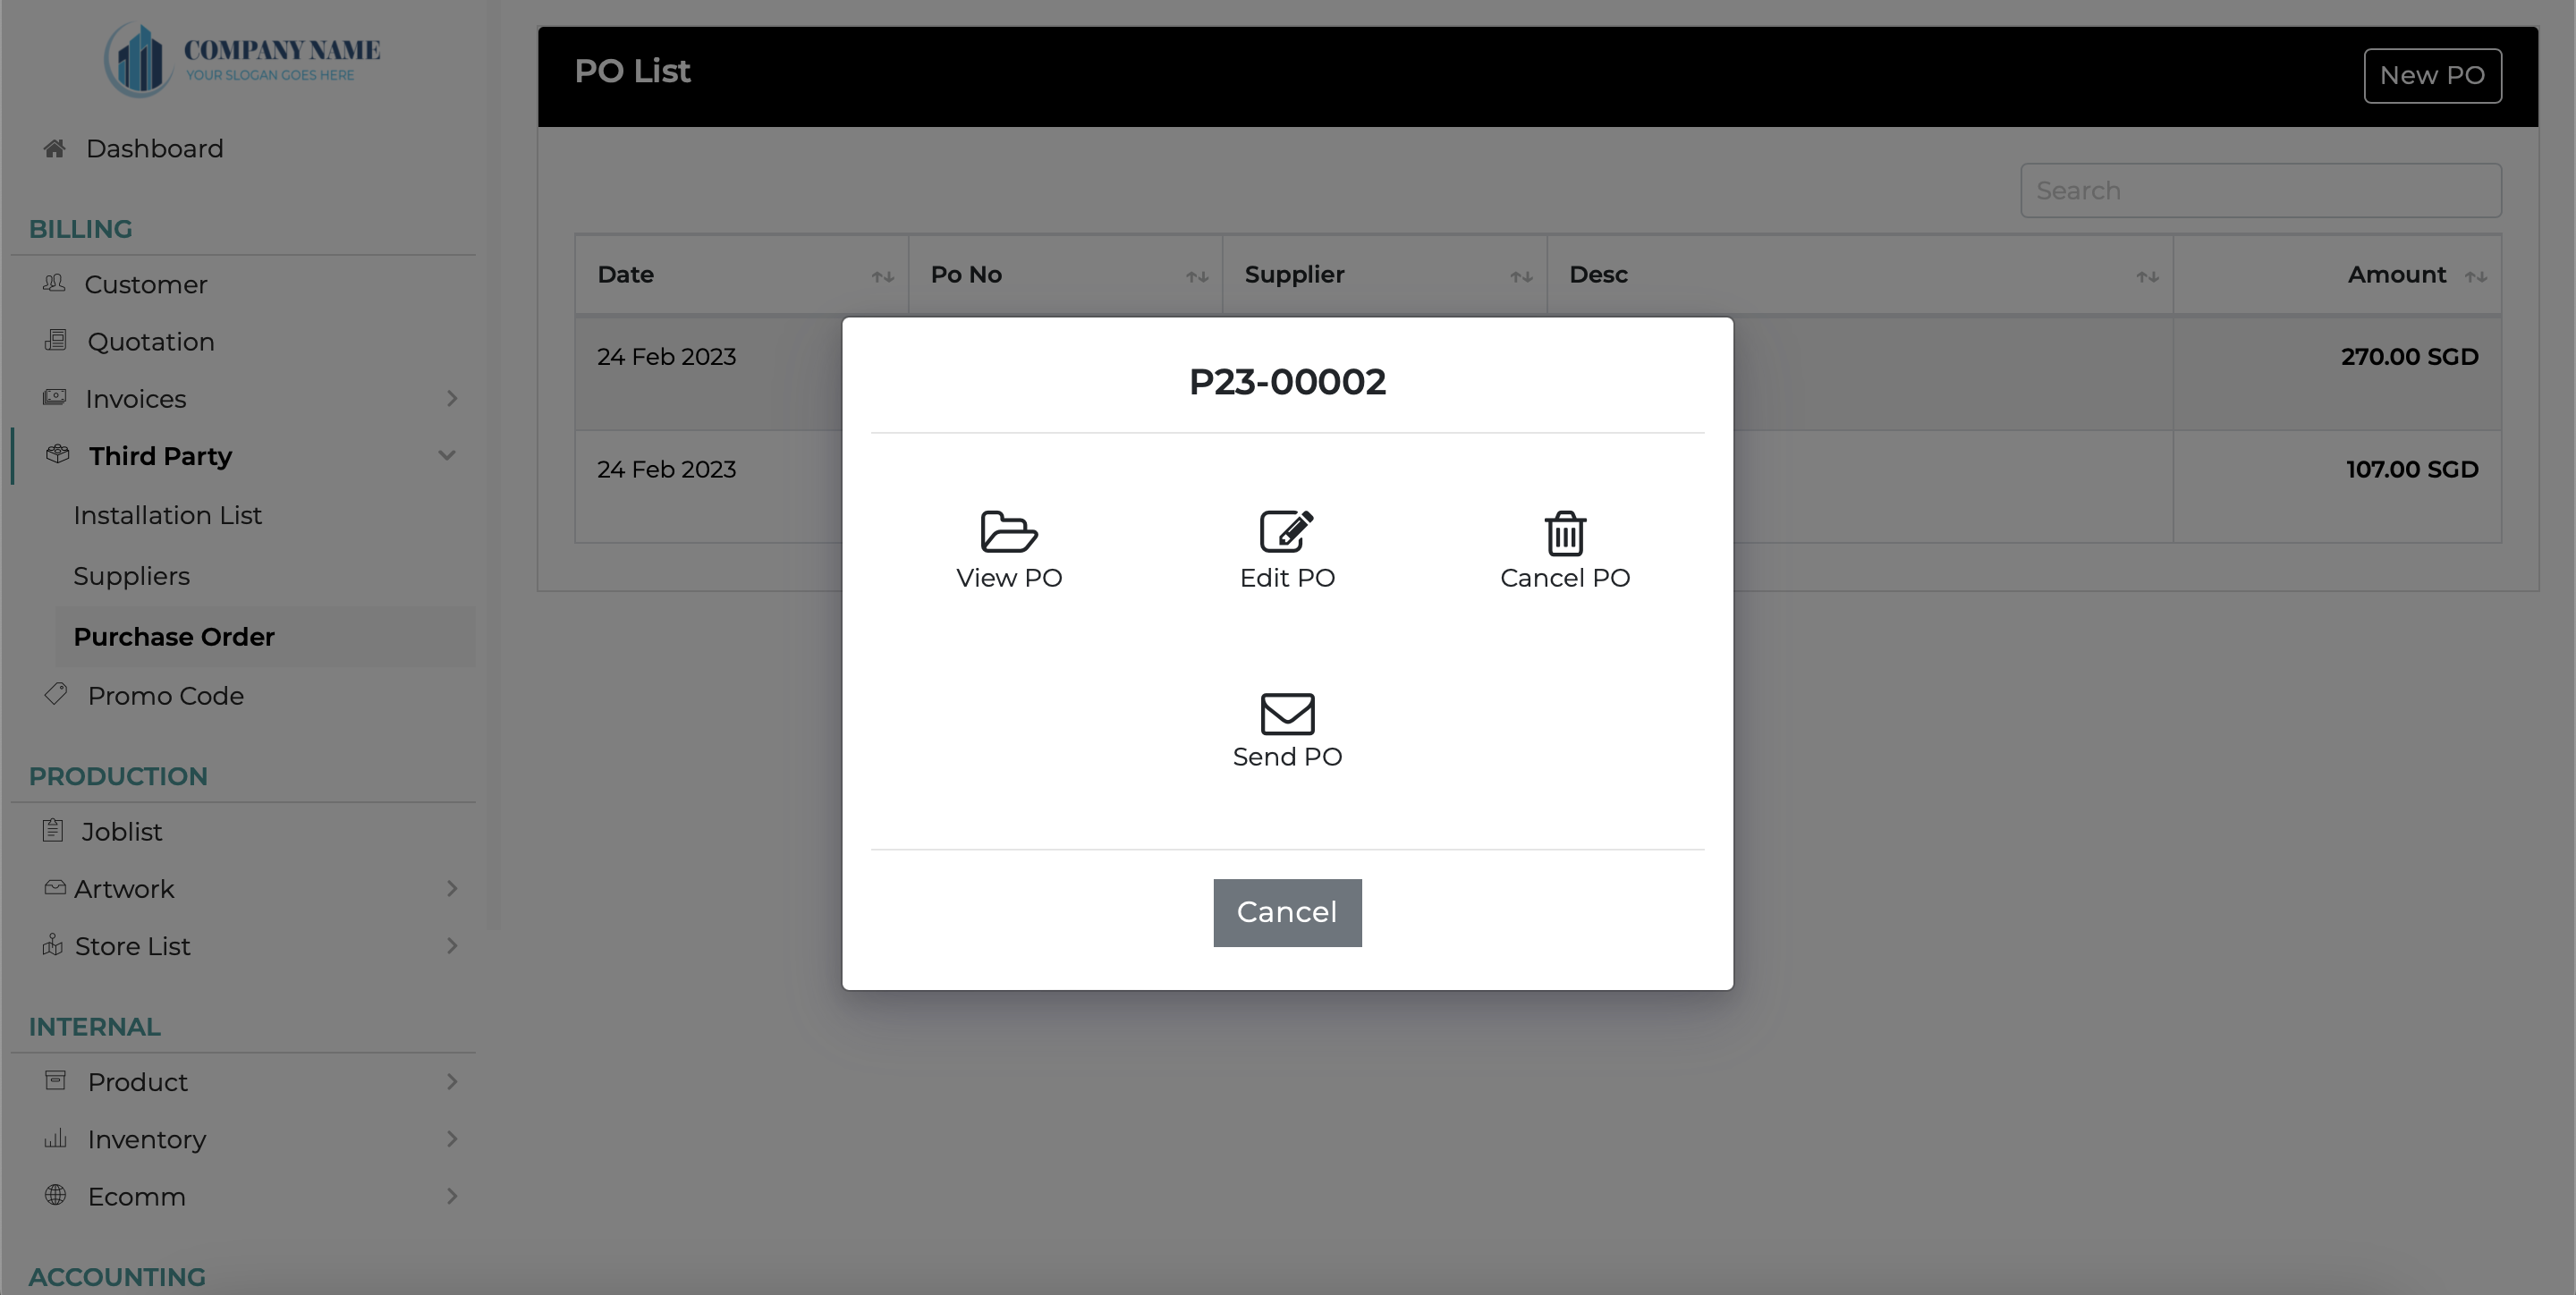 COMPANY NAME
YOUR SLOGAN GOES HERE
Dashboard
BILLING
Customer
Quotation
Invoices
Third Party
Installation List
Suppliers
Purchase Order
Promo Code
PRODUCTION
Joblist
Artwork
Store List
INTERNAL
Product
Inventory
Ecomm
ACCOUNTING
PO List
New PO
Search
Date Po No Supplier Desc Amount
24 Feb 2023 270.00 SGD
24 Feb 2023 107.00 SGD
P23-00002
View PO Edit PO Cancel PO
Send PO
Cancel